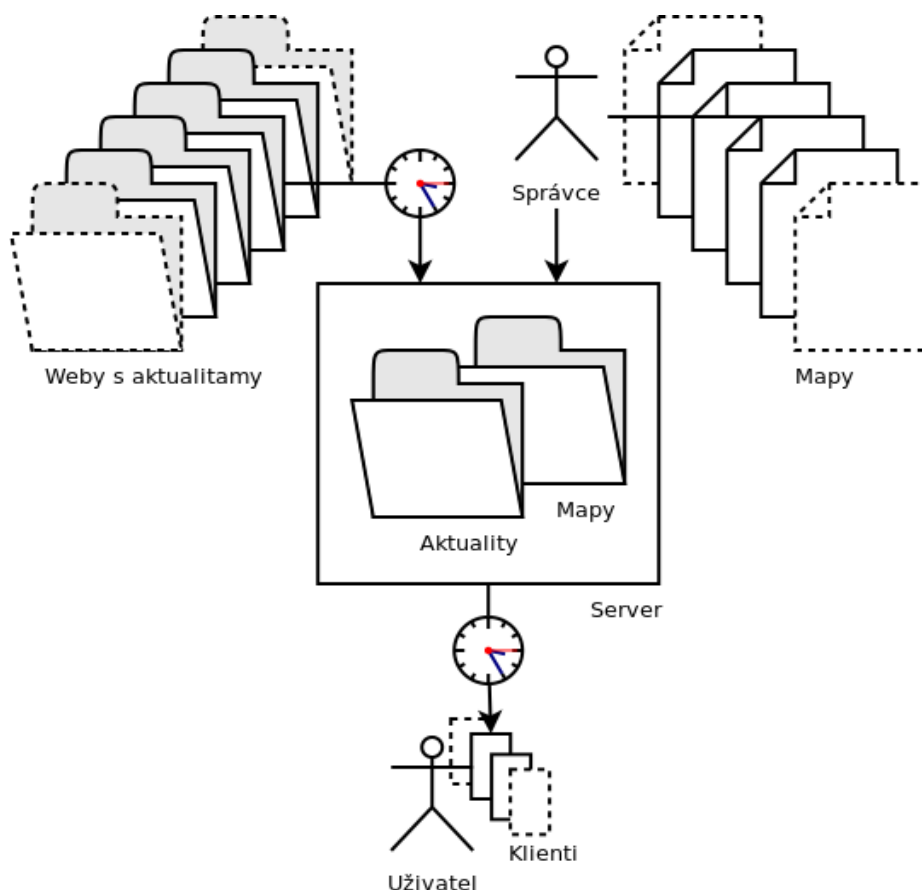 Správce
Weby s aktualitamy
Mapy
Mapy
Aktuality
Server
Klienti
Uživatel